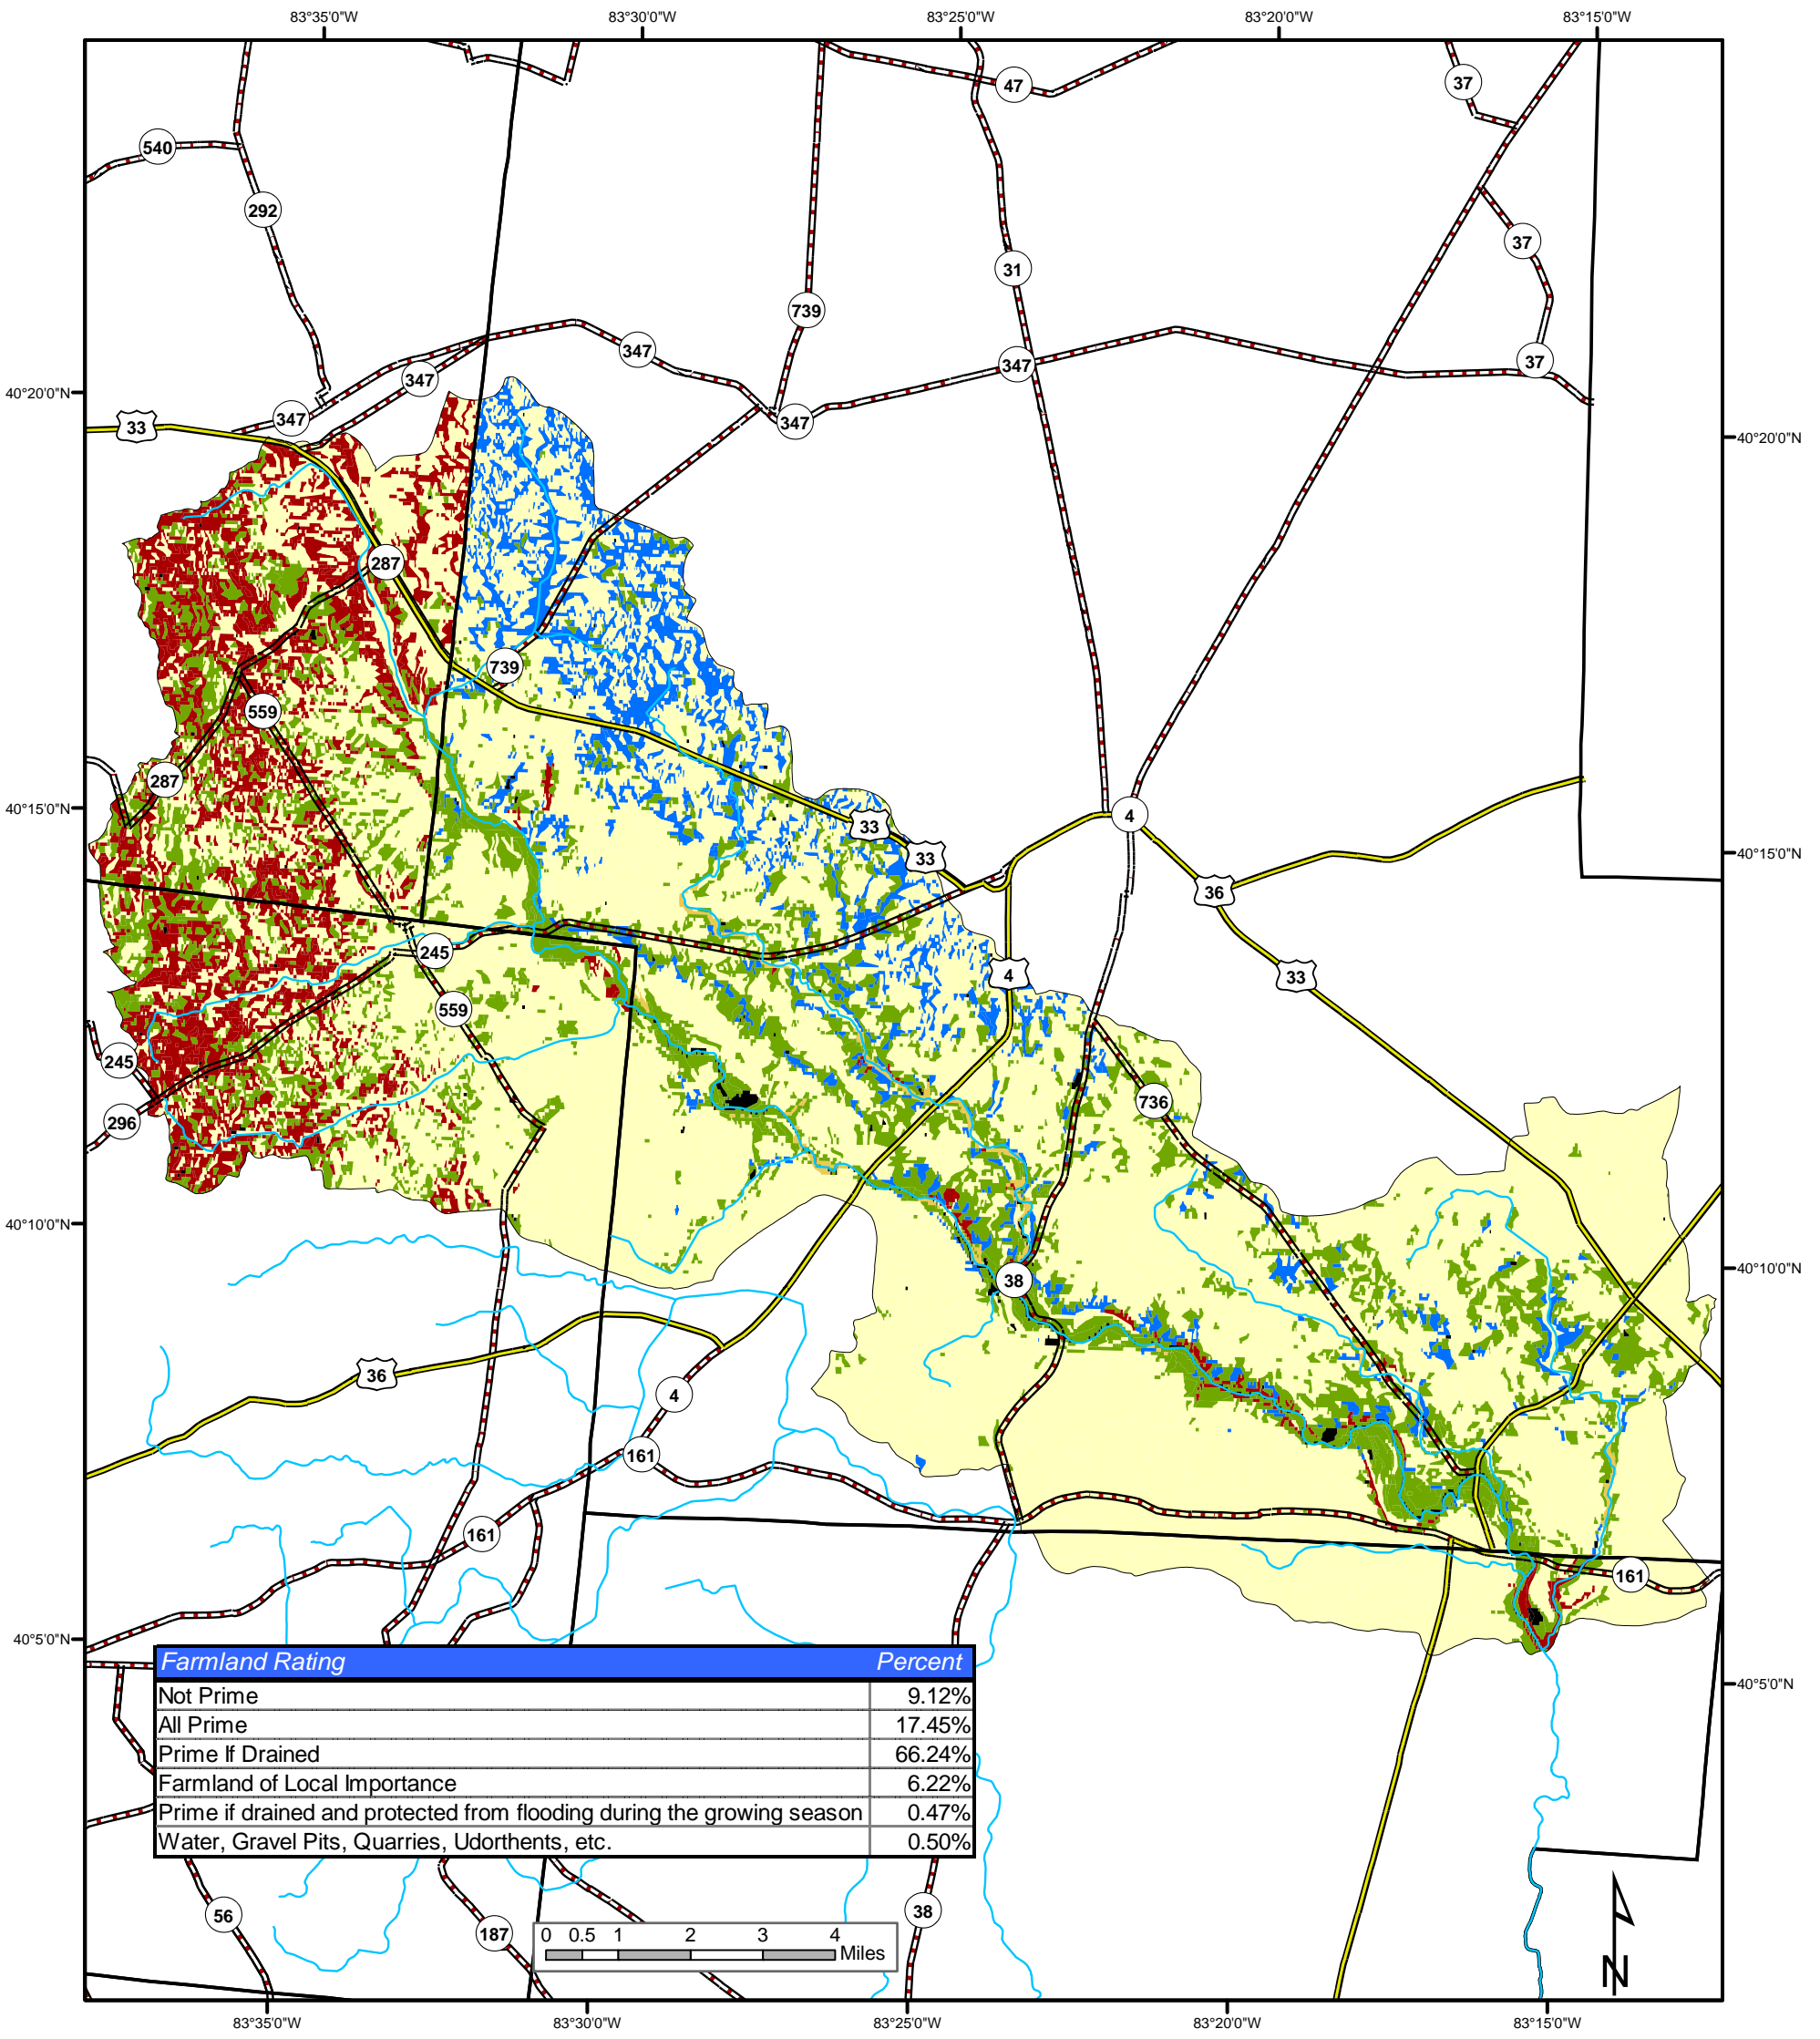 83°35'0"W 83°30'0"W 83°25'0"W 83°20'0"W 83°15'0"W
47
37
540
292
37
31
739
347
347
37
347
40°20'0"N
347
347
33
40°20'0"N
287
739
559
287
40°15'0"N
4
33
40°15'0"N
33
36
245
4
33
559
245
736
296
40°10'0"N
40°10'0"N
38
36
4
161
161
161
40°5'0"N
Farmland Rating Percent
40°5'0"N
Not Prime 9.12%
All Prime 17.45%
Prime If Drained 66.24%
Farmland of Local Importance 6.22%
Prime if drained and protected from flooding during the growing season 0.47%
Water, Gravel Pits, Quarries, Udorthents, etc. 0.50%
56
38
187
0 0.5 1 2 3 4
Miles
N
83°35'0"W 83°30'0"W 83°25'0"W 83°20'0"W 83°15'0"W